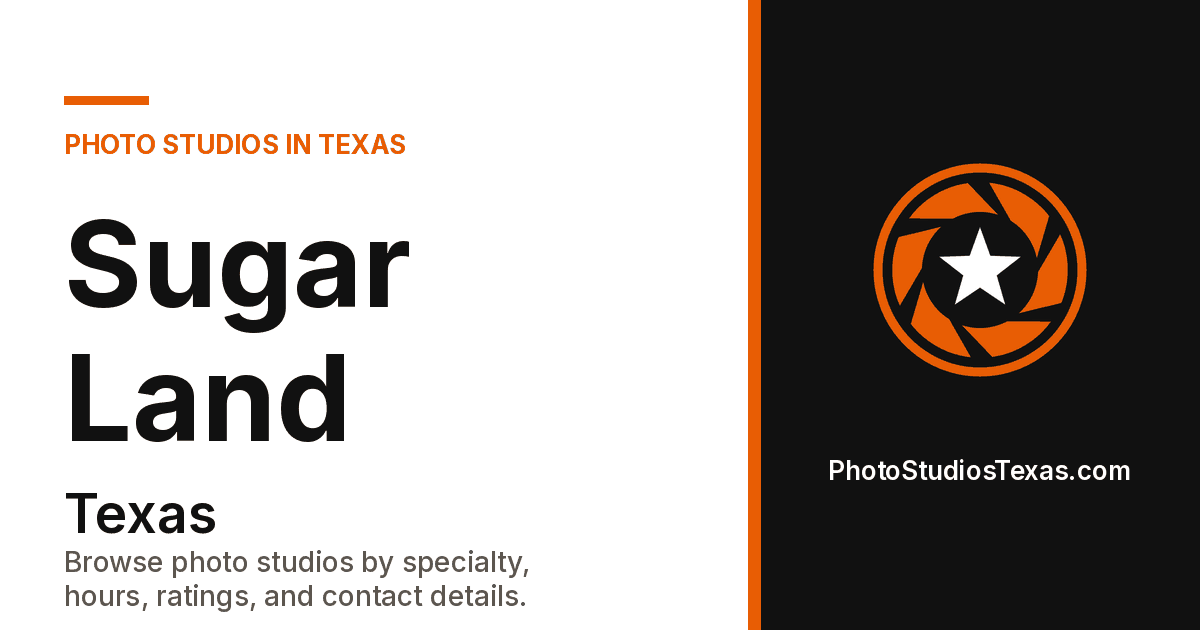 PHOTO STUDIOS IN TEXAS
Sugar
Land
Texas
Browse photo studios by specialty,
hours, ratings, and contact details.
PhotoStudiosTexas.com